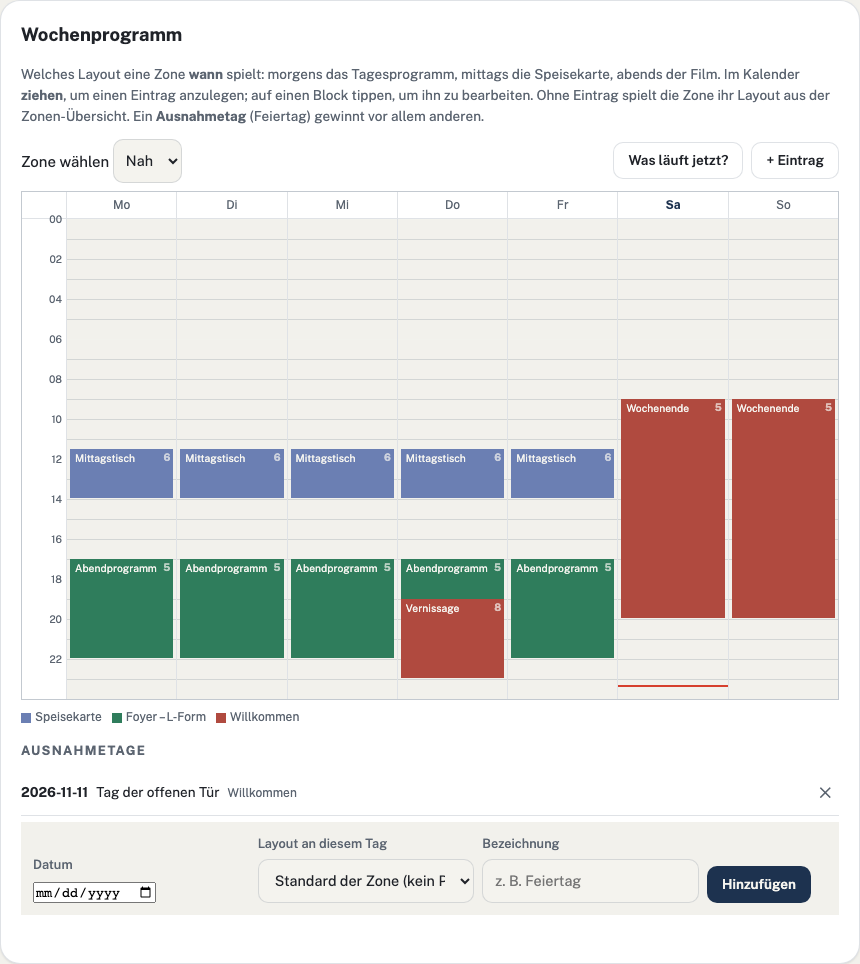 Wochenprogramm
Welches Layout eine Zone wann spielt: morgens das Tagesprogramm, mittags die Speisekarte, abends der Film. Im Kalender
ziehen, um einen Eintrag anzulegen; auf einen Block tippen, um ihn zu bearbeiten. Ohne Eintrag spielt die Zone ihr Layout aus der
Zonen-Übersicht. Ein Ausnahmetag (Feiertag) gewinnt vor allem anderen.
Zone wählen Nah Was läuft jetzt? + Eintrag
Mo Di Mi Do Fr Sa So
00
02
04
06
08
Wochenende 5 Wochenende 5
10
12 Mittagstisch 6 Mittagstisch 6 Mittagstisch 6 Mittagstisch 6 Mittagstisch 6
14
16
Abendprogramm 5 Abendprogramm 5 Abendprogramm 5 Abendprogramm 5 Abendprogramm 5
18
Vernissage 8
20
22
Speisekarte Foyer – L-Form Willkommen
AUSNAHMETAGE
2026-11-11 Tag der offenen Tür Willkommen
Datum Layout an diesem Tag Bezeichnung
mm/dd/yyyy Standard der Zone (kein P z. B. Feiertag Hinzufügen